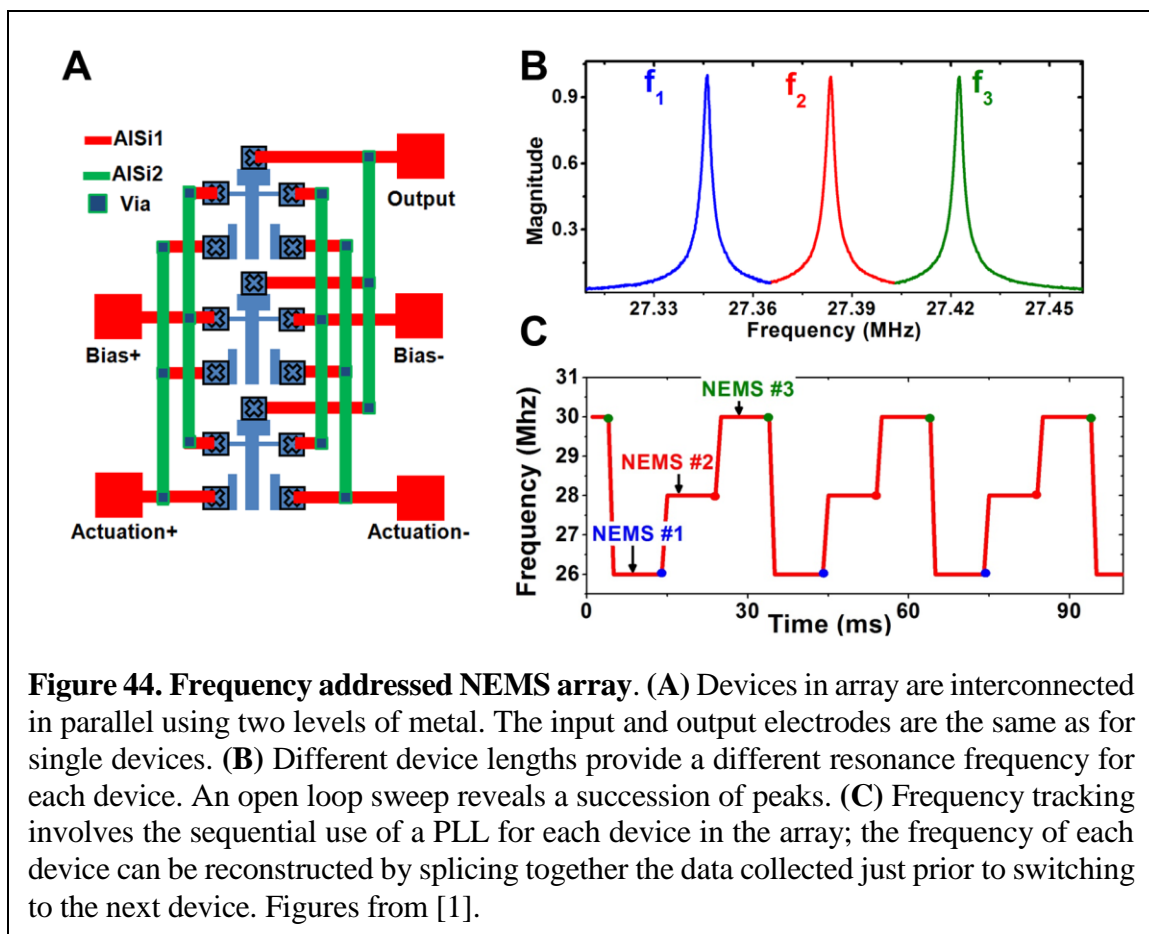 A
AlSi1
AlSi2
Via
Output
Bias+
Bias-
Actuation+
Actuation-
B
f1
f2
f3
Magnitude
0.9
0.6
0.3
27.33 27.36 27.39 27.42 27.45
Frequency (MHz)
C
Frequency (Mhz)
31
30
29
28
27
26
NEMS #3
NEMS #2
NEMS #1
0 30 60 90
Time (ms)
Figure 44. Frequency addressed NEMS array. (A) Devices in array are interconnected
in parallel using two levels of metal. The input and output electrodes are the same as for
single devices. (B) Different device lengths provide a different resonance frequency for
each device. An open loop sweep reveals a succession of peaks. (C) Frequency tracking
involves the sequential use of a PLL for each device in the array; the frequency of each
device can be reconstructed by splicing together the data collected just prior to switching
to the next device. Figures from [1].